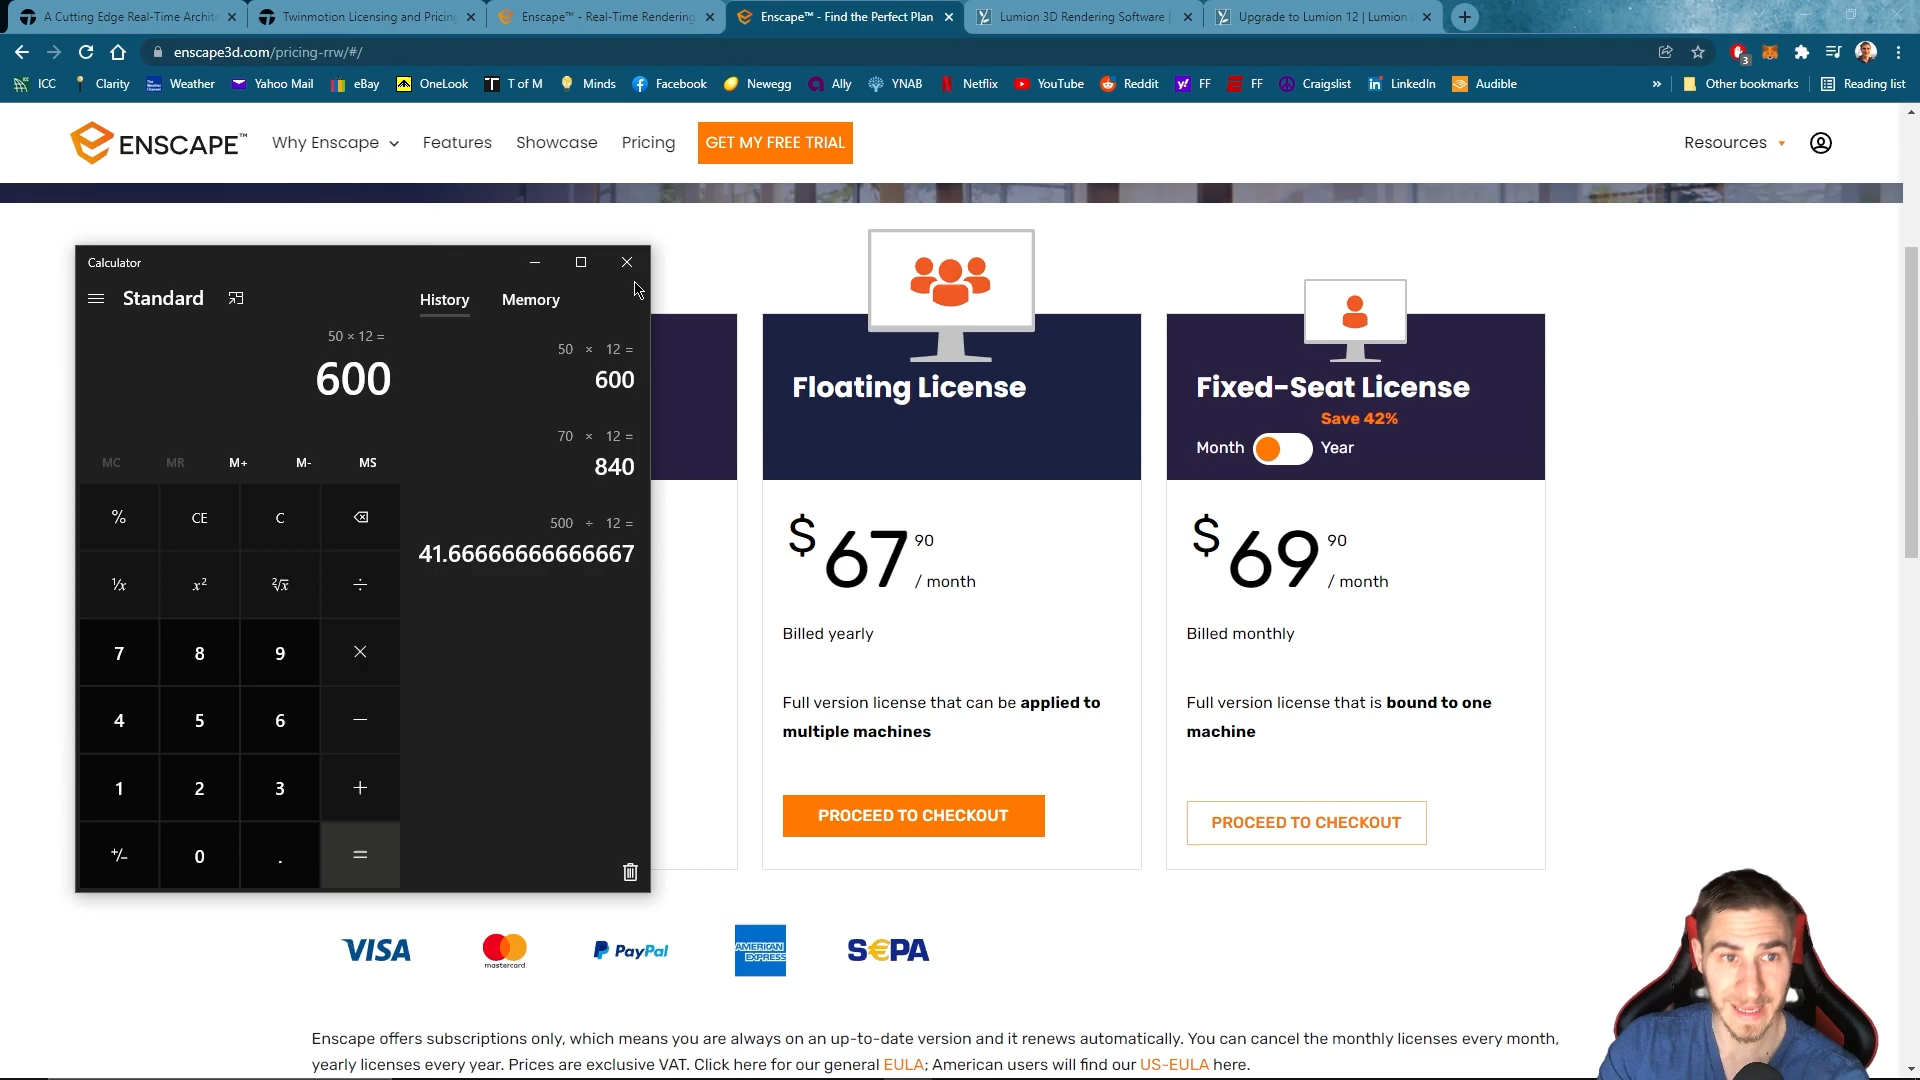 A Cutting Edge Real-Time Archite
Twinmotion Licensing and Pricing
Enscape™ - Real-Time Rendering
Enscape™ - Find the Perfect Plan
Lumion 3D Rendering Software |
Upgrade to Lumion 12 | Lumion
enscape3d.com/pricing-rrw/#/
3
ICC
Clarity
Weather
Yahoo Mail
eBay
OneLook
T of M
Minds
Facebook
Newegg
Ally
YNAB
Netflix
YouTube
Reddit
FF
FF
Craigslist
LinkedIn
Audible
»
Other bookmarks
Reading list
ENSCAPE™
Why Enscape
Features
Showcase
Pricing
GET MY FREE TRIAL
Resources
Calculator
Standard
History
Memory
50 × 12 =
600
50 × 12 =
600
70 × 12 =
840
500 ÷ 12 =
41.66666666666667
MC MR M+ M- MS
% CE C
¹/x x² ²√x ÷
7 8 9 ×
4 5 6 −
1 2 3 +
+/− 0 . =
Floating License
$ 67 90
/ month
Billed yearly
Full version license that can be applied to
multiple machines
PROCEED TO CHECKOUT
Fixed-Seat License
Save 42%
Month Year
$ 69 90
/ month
Billed monthly
Full version license that is bound to one
machine
PROCEED TO CHECKOUT
VISA
mastercard
PayPal
AMERICAN EXPRESS
S€PA
Enscape offers subscriptions only, which means you are always on an up-to-date version and it renews automatically. You can cancel the monthly licenses every month,
yearly licenses every year. Prices are exclusive VAT. Click here for our general EULA; American users will find our US-EULA here.